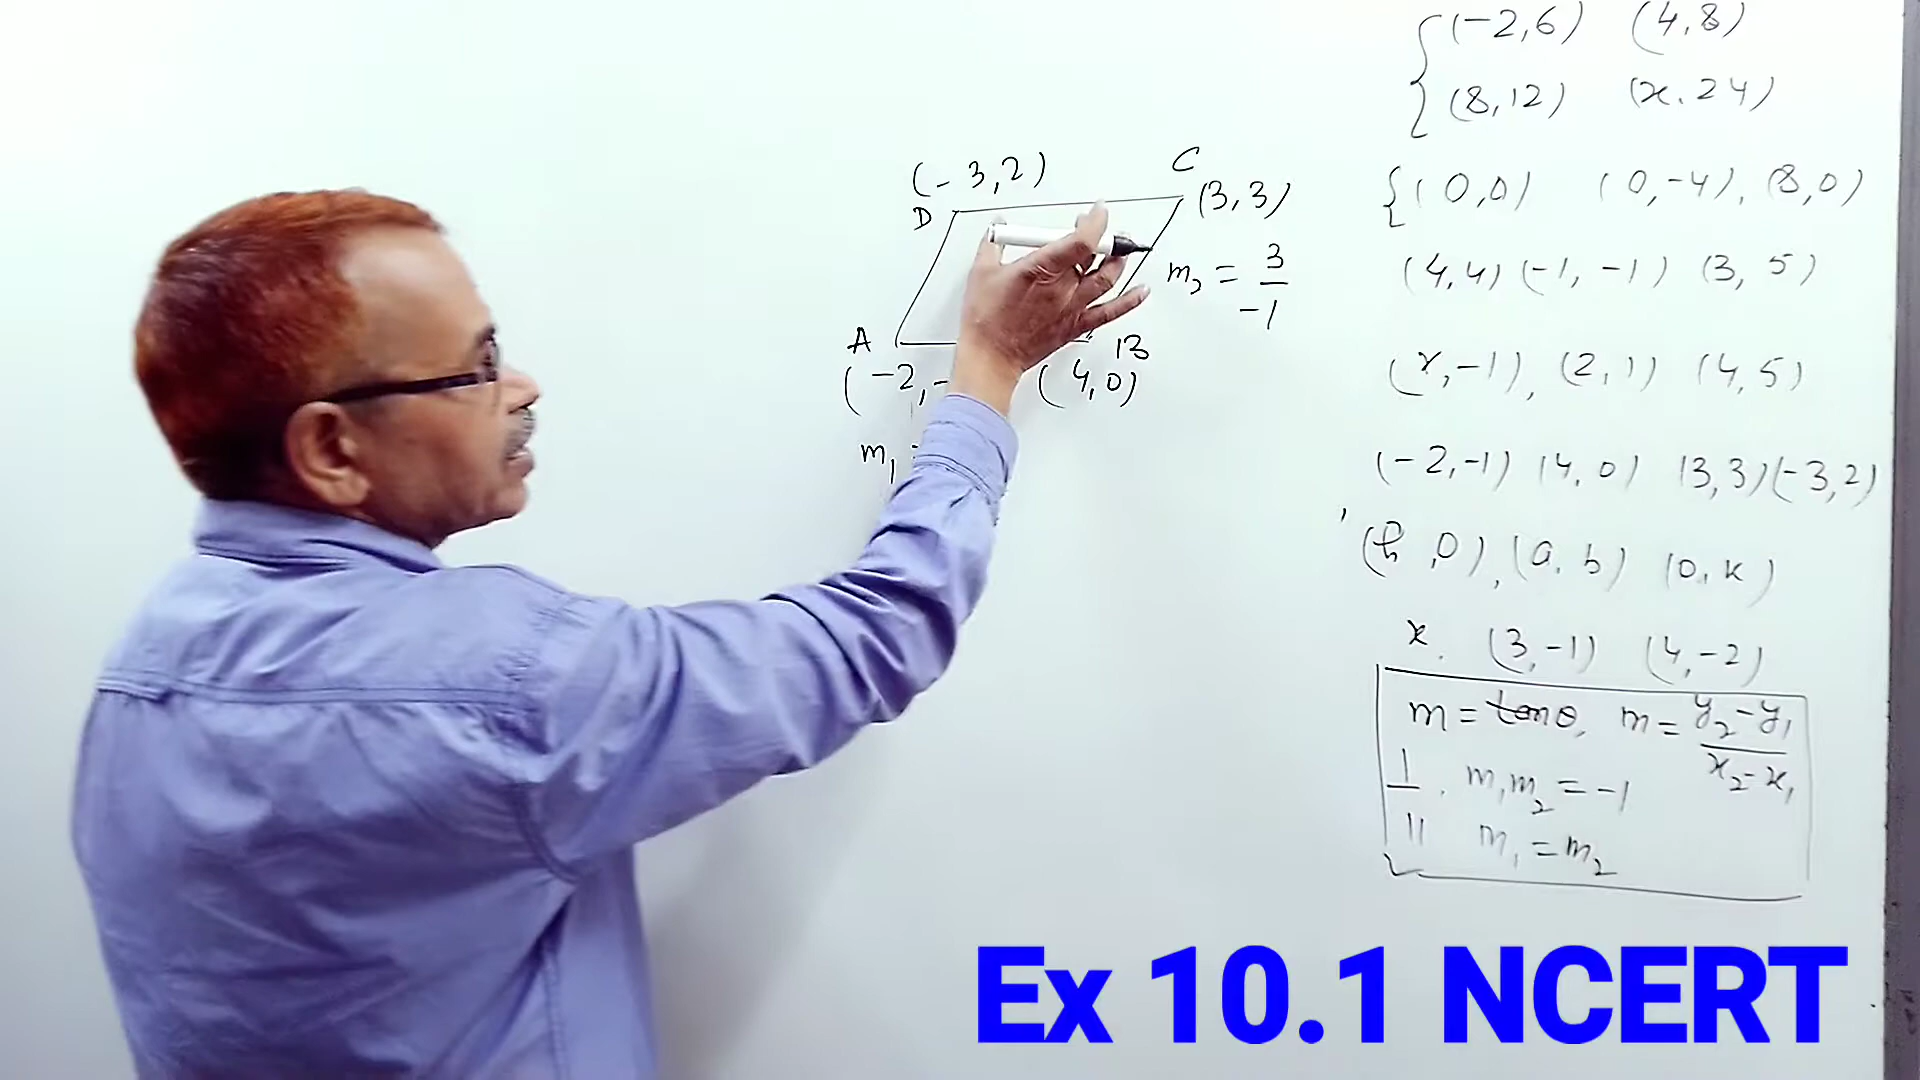 {(-2,6) (4,8)
(8,12) (x.24)
{(0,0) (0,-4), (8,0)
(4,4) (-1,-1) (3, 5)
(x,-1), (2,1) (4,5)
(-2,-1) (4,0) (3,3) (-3,2)
(h,0), (a,b) (0,k)
x. (3,-1) (4,-2)
m = tanθ, m = y₂-y₁/x₂-x₁
⊥. m₁m₂ = -1
|| m₁ = m₂
(-3,2) C
D (3,3)
m₂ = 3/-1
A B
(-2,- (4,0)
m₁ =
Ex 10.1 NCERT